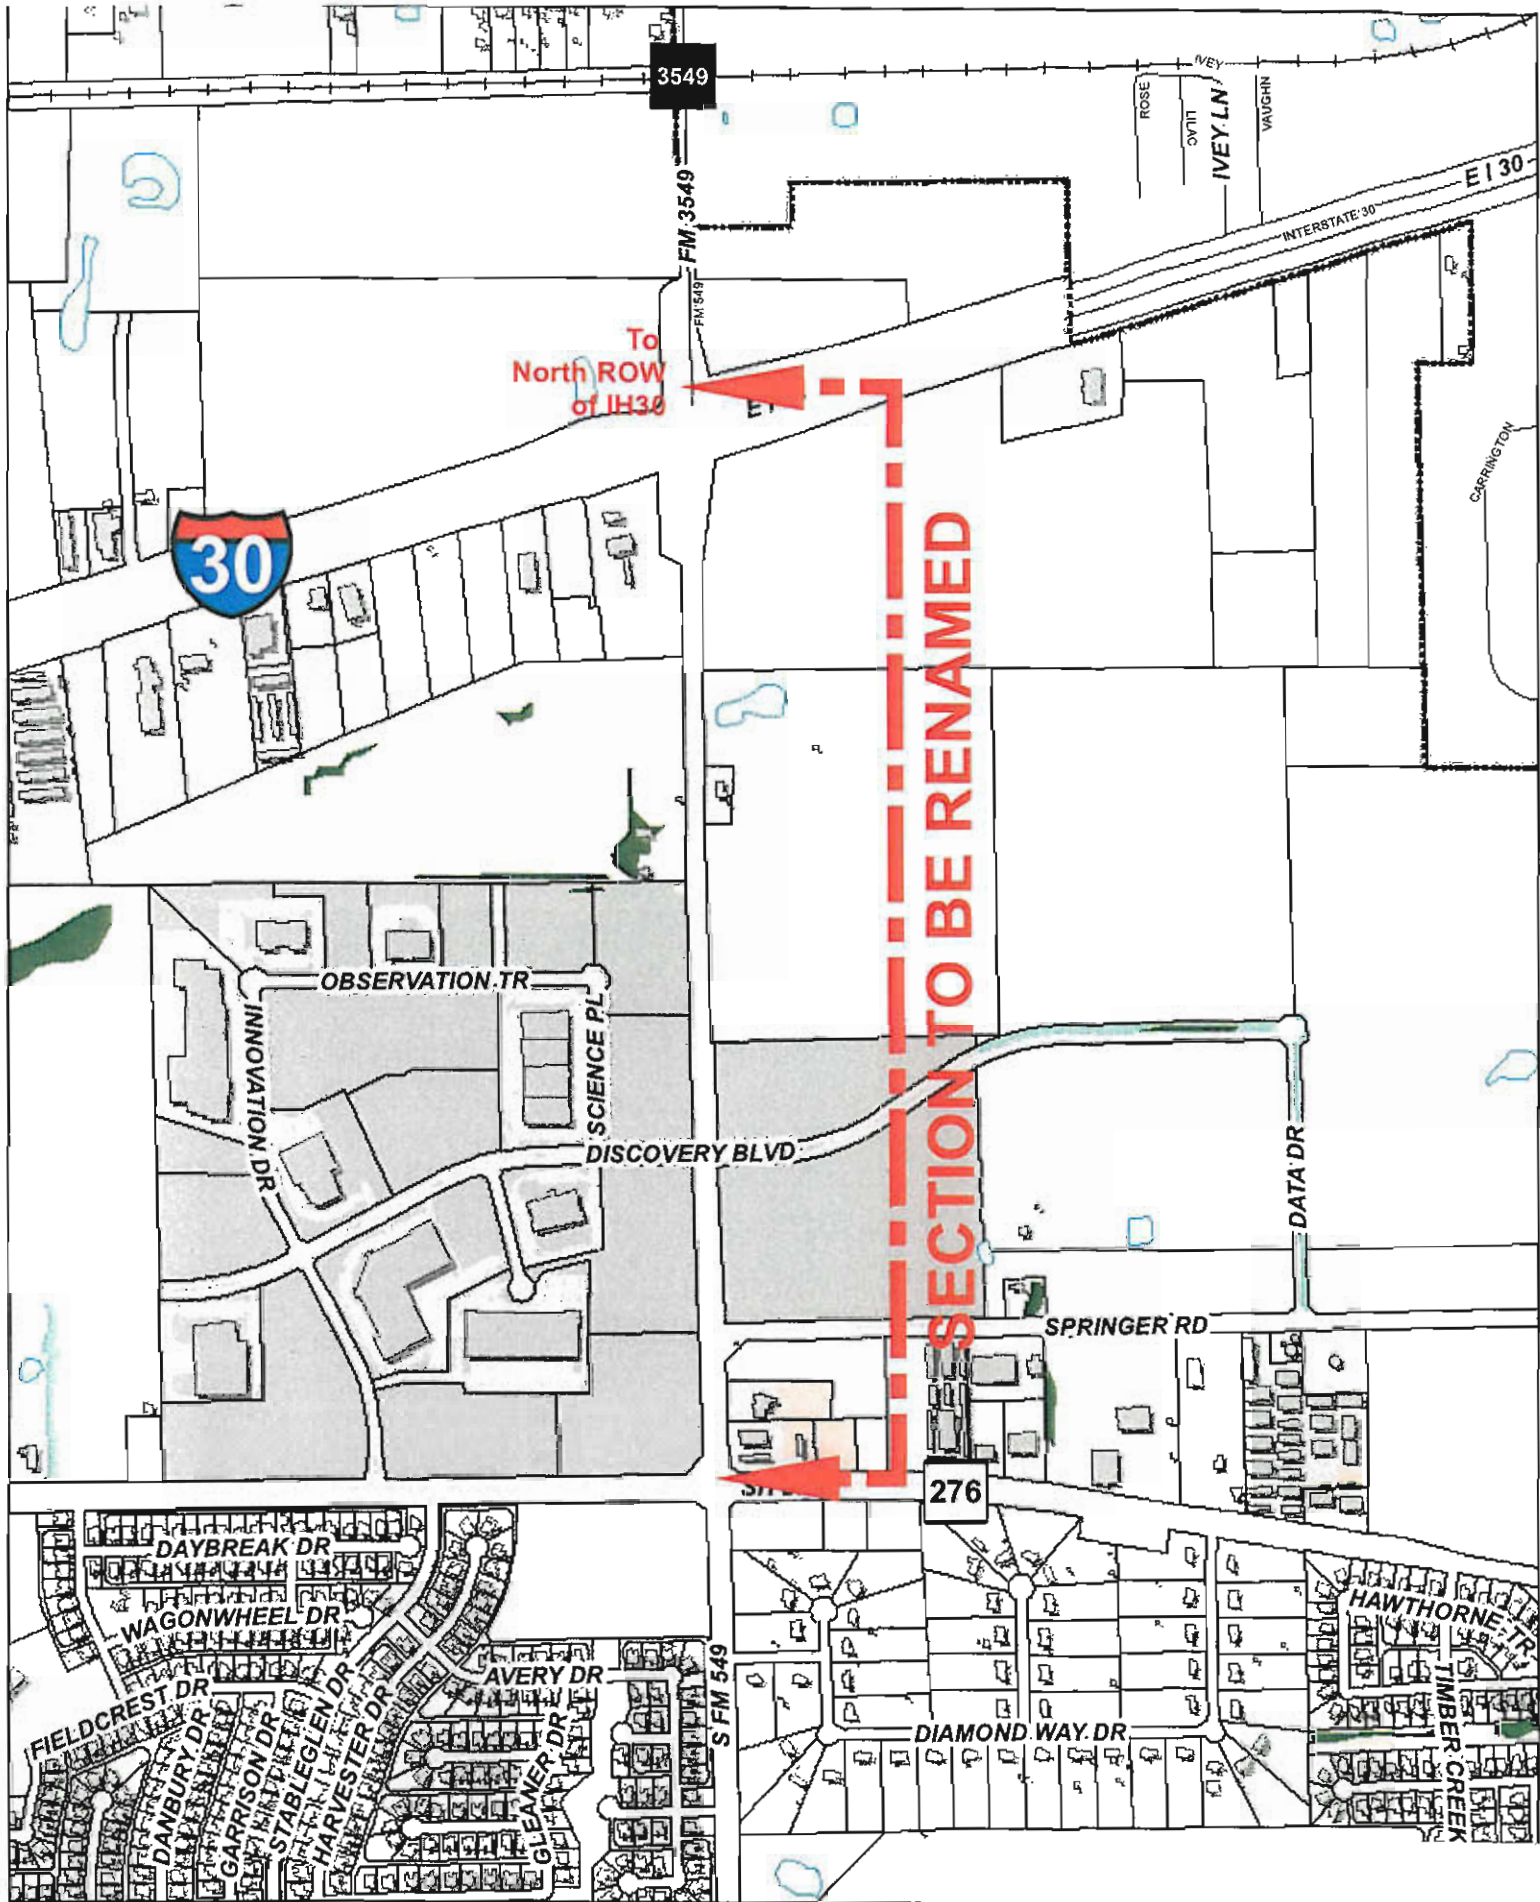 3549
IVEY
ROSE
LILAC
IVEY LN
VAUGHN
E I 30
INTERSTATE 30
FM 3549
FM 549
To
North ROW
of IH30
CARRINGTON
30
SECTION TO BE RENAMED
OBSERVATION TR
INNOVATION DR
SCIENCE PL
DISCOVERY BLVD
DATA DR
SPRINGER RD
276
DAYBREAK DR
WAGONWHEEL DR
HAWTHORNE TR
AVERY DR
S FM 549
FIELDCREST DR
DANBURY DR
GARRISON DR
STABLEGLEN DR
HARVESTER DR
GLEANER DR
DIAMOND WAY DR
TIMBER CREEK